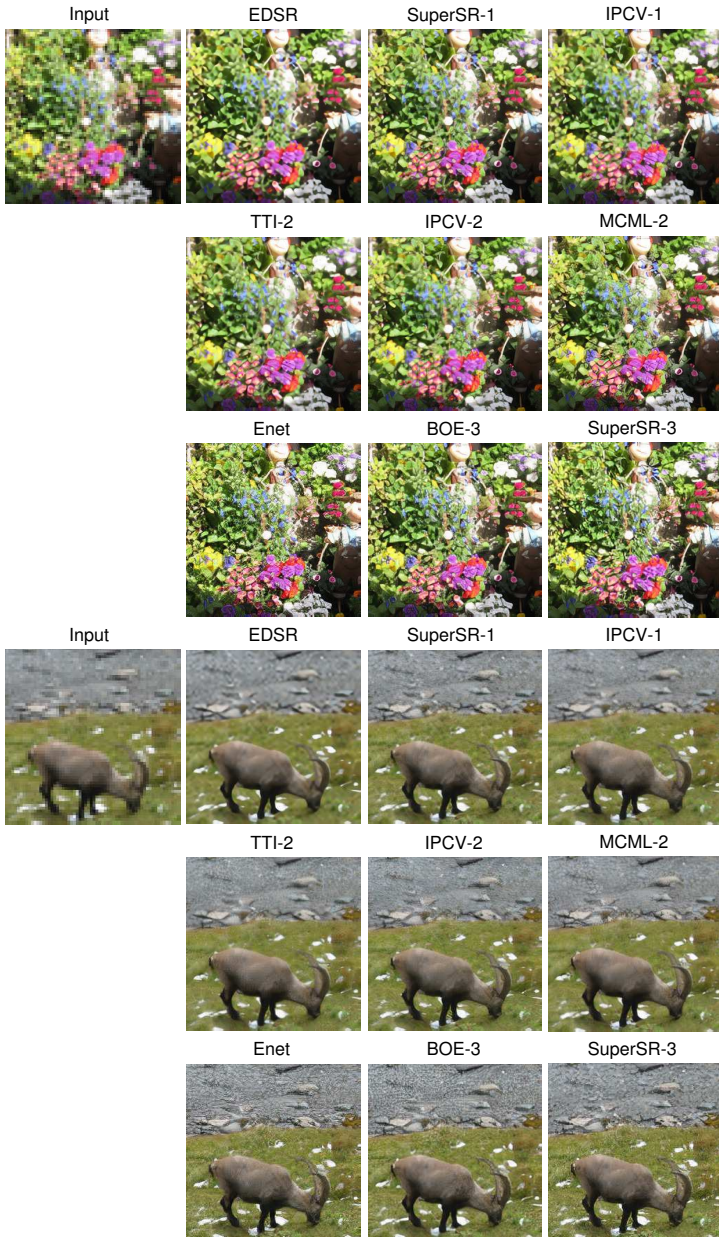 Input EDSR SuperSR-1 IPCV-1
TTI-2 IPCV-2 MCML-2
Enet BOE-3 SuperSR-3
Input EDSR SuperSR-1 IPCV-1
TTI-2 IPCV-2 MCML-2
Enet BOE-3 SuperSR-3